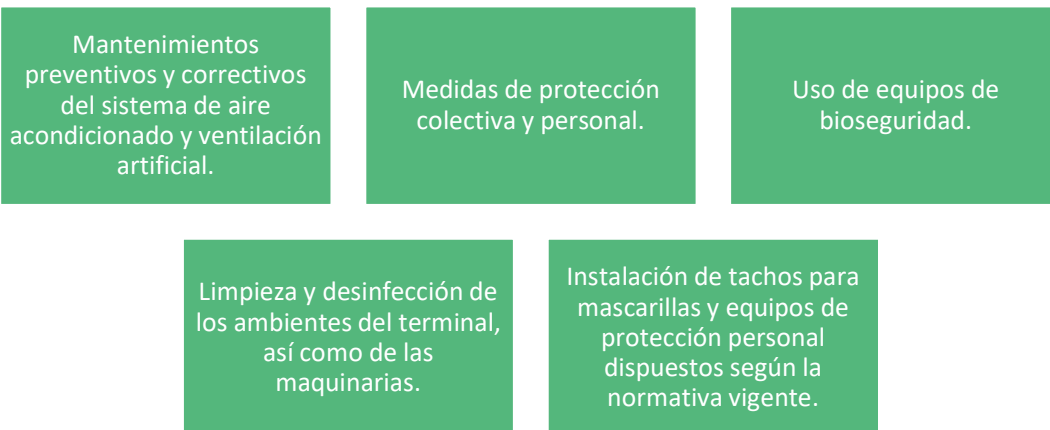 Mantenimientos
preventivos y correctivos
del sistema de aire
acondicionado y ventilación
artificial.
Medidas de protección
colectiva y personal.
Uso de equipos de
bioseguridad.
Limpieza y desinfección de
los ambientes del terminal,
así como de las
maquinarias.
Instalación de tachos para
mascarillas y equipos de
protección personal
dispuestos según la
normativa vigente.